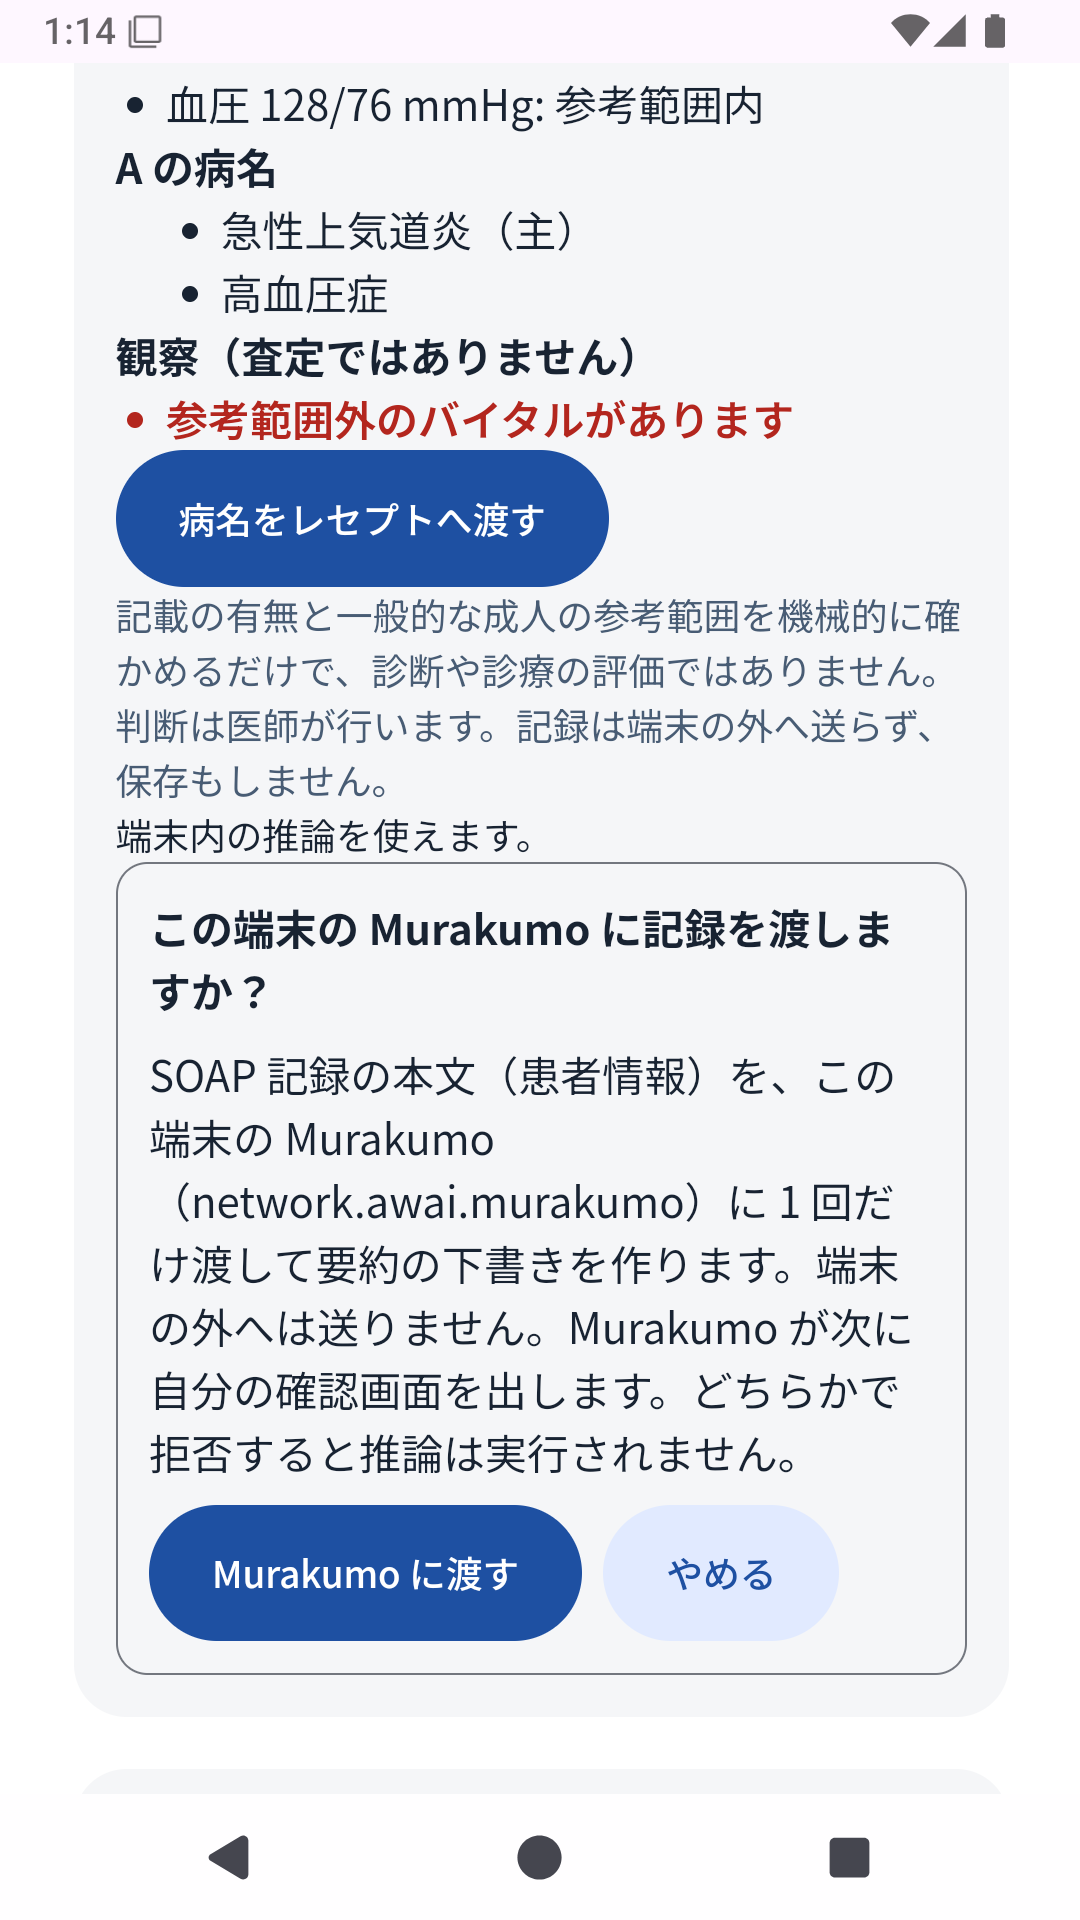 1:14
血圧 128/76 mmHg: 参考範囲内
A の病名
急性上気道炎（主）
高血圧症
観察（査定ではありません）
参考範囲外のバイタルがあります
病名をレセプトへ渡す
記載の有無と一般的な成人の参考範囲を機械的に確
かめるだけで、診断や診療の評価ではありません。
判断は医師が行います。記録は端末の外へ送らず、
保存もしません。
端末内の推論を使えます。
この端末の Murakumo に記録を渡しま
すか？
SOAP 記録の本文（患者情報）を、この
端末の Murakumo
（network.awai.murakumo）に 1 回だ
け渡して要約の下書きを作ります。端末
の外へは送りません。Murakumo が次に
自分の確認画面を出します。どちらかで
拒否すると推論は実行されません。
Murakumo に渡す
やめる